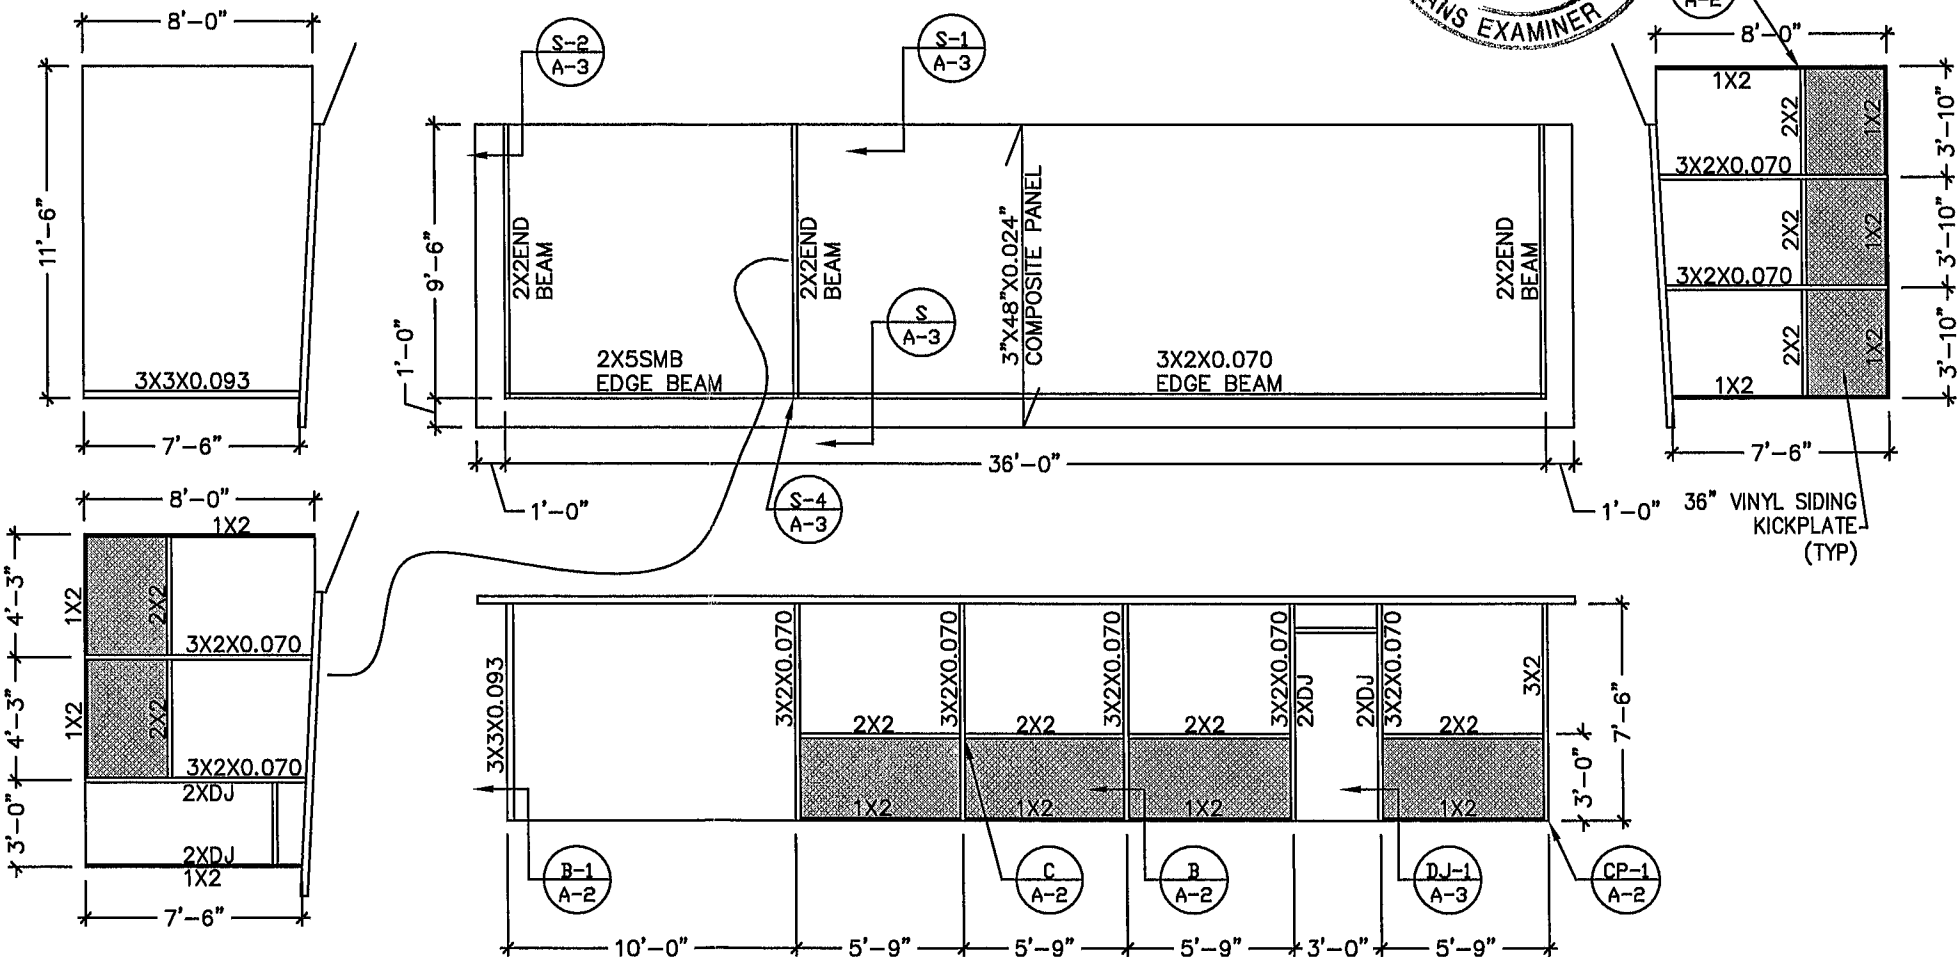 8'-0"
11'-6"
3X3X0.093
7'-6"
S-2
A-3
S-1
A-3
9'-6"
1'-0"
2X2END
BEAM
2X2END
BEAM
3"X48"X0.024"
COMPOSITE PANEL
2X2END
BEAM
S
A-3
2X5SMB
EDGE BEAM
3X2X0.070
EDGE BEAM
36'-0"
1'-0"
1'-0"
S-4
A-3
EXAMINER
A-2
8'-0"
1X2
2X2
1X2
3'-10"
3X2X0.070
2X2
1X2
3'-10"
3X2X0.070
2X2
1X2
3'-10"
1X2
7'-6"
36" VINYL SIDING
KICKPLATE
(TYP)
8'-0"
1X2
4'-3"
1X2
2X2
3X2X0.070
4'-3"
1X2
2X2
3X2X0.070
2XDJ
3'-0"
2XDJ
1X2
7'-6"
3X3X0.093
3X2X0.070
3X2X0.070
3X2X0.070
3X2X0.070
2XDJ
2XDJ
3X2X0.070
3X2
2X2
2X2
2X2
2X2
1X2
1X2
1X2
1X2
7'-6"
3'-0"
B-1
A-2
C
A-2
B
A-2
DJ-1
A-3
CP-1
A-2
10'-0"
5'-9"
5'-9"
5'-9"
3'-0"
5'-9"